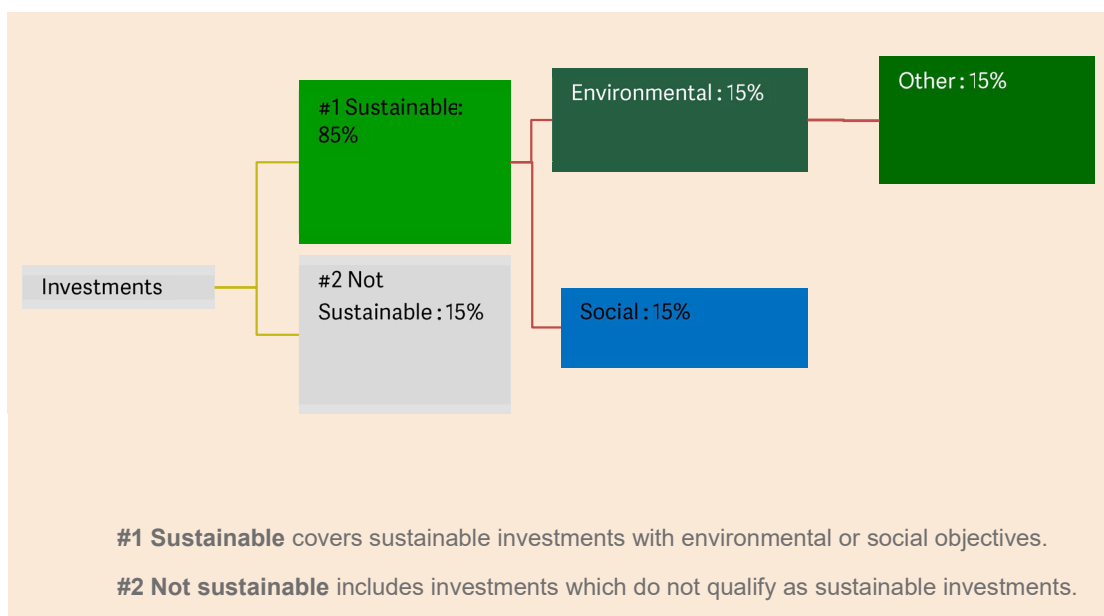 #1 Sustainable:
85%
Environmental : 15%
Other : 15%
Investments
#2 Not
Sustainable : 15%
Social : 15%
#1 Sustainable covers sustainable investments with environmental or social objectives.
#2 Not sustainable includes investments which do not qualify as sustainable investments.